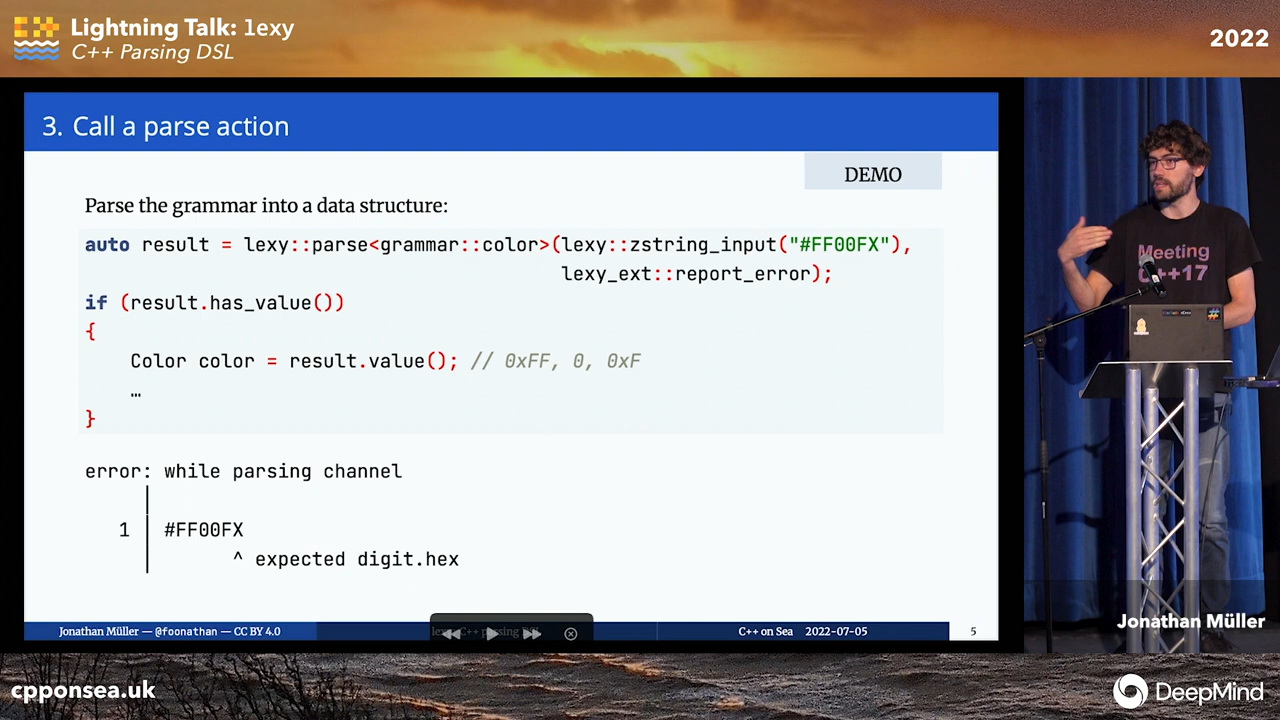 Lightning Talk: lexy
C++ Parsing DSL
2022
3. Call a parse action
DEMO
Parse the grammar into a data structure:
auto result = lexy::parse<grammar::color>(lexy::zstring_input("#FF00FX"),
lexy_ext::report_error);
if (result.has_value())
{
Color color = result.value(); // 0xFF, 0, 0xF
…
}
error: while parsing channel
|
1 | #FF00FX
| ^ expected digit.hex
Jonathan Müller — @foonathan — CC BY 4.0
lexy: C++ parsing DSL
C++ on Sea 2022-07-05
5
Meeting
C++17
Jonathan Müller
cpponsea.uk
DeepMind